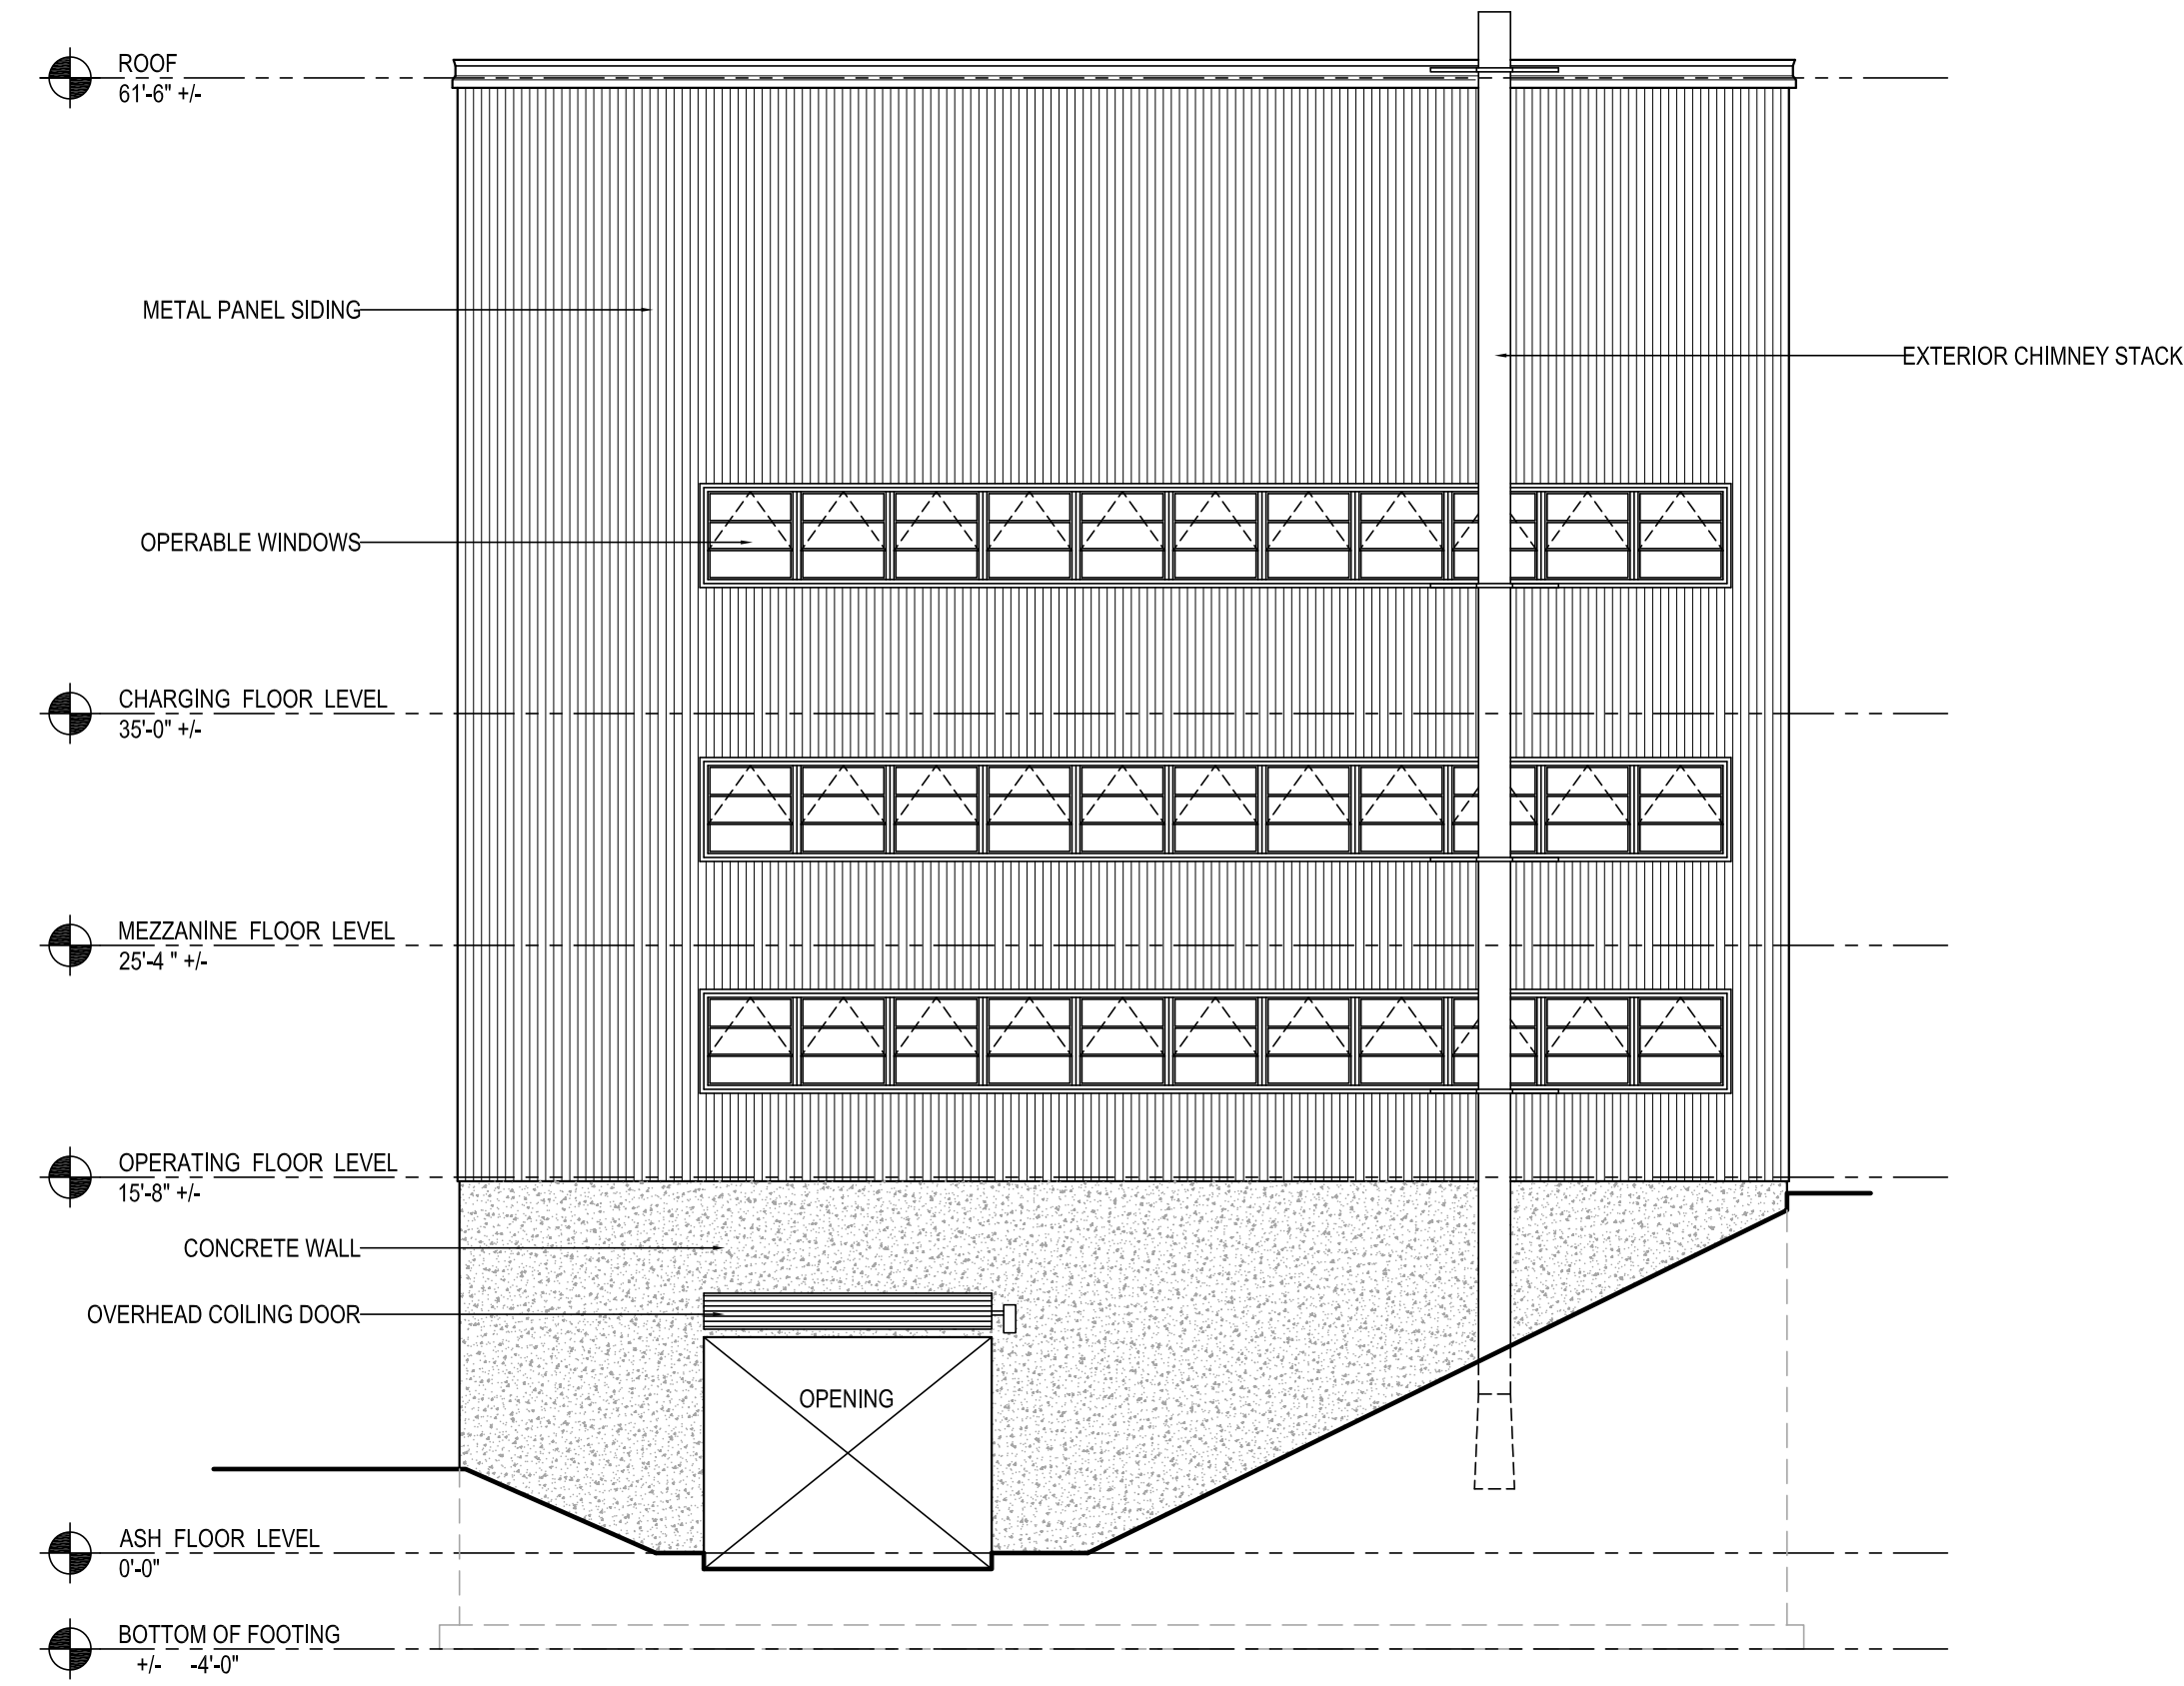 ROOF
61'-6" +/-
METAL PANEL SIDING
EXTERIOR CHIMNEY STACK
OPERABLE WINDOWS
CHARGING FLOOR LEVEL
35'-0" +/-
MEZZANINE FLOOR LEVEL
25'-4 " +/-
OPERATING FLOOR LEVEL
15'-8" +/-
CONCRETE WALL
OVERHEAD COILING DOOR
OPENING
ASH FLOOR LEVEL
0'-0"
BOTTOM OF FOOTING
+/- -4'-0"